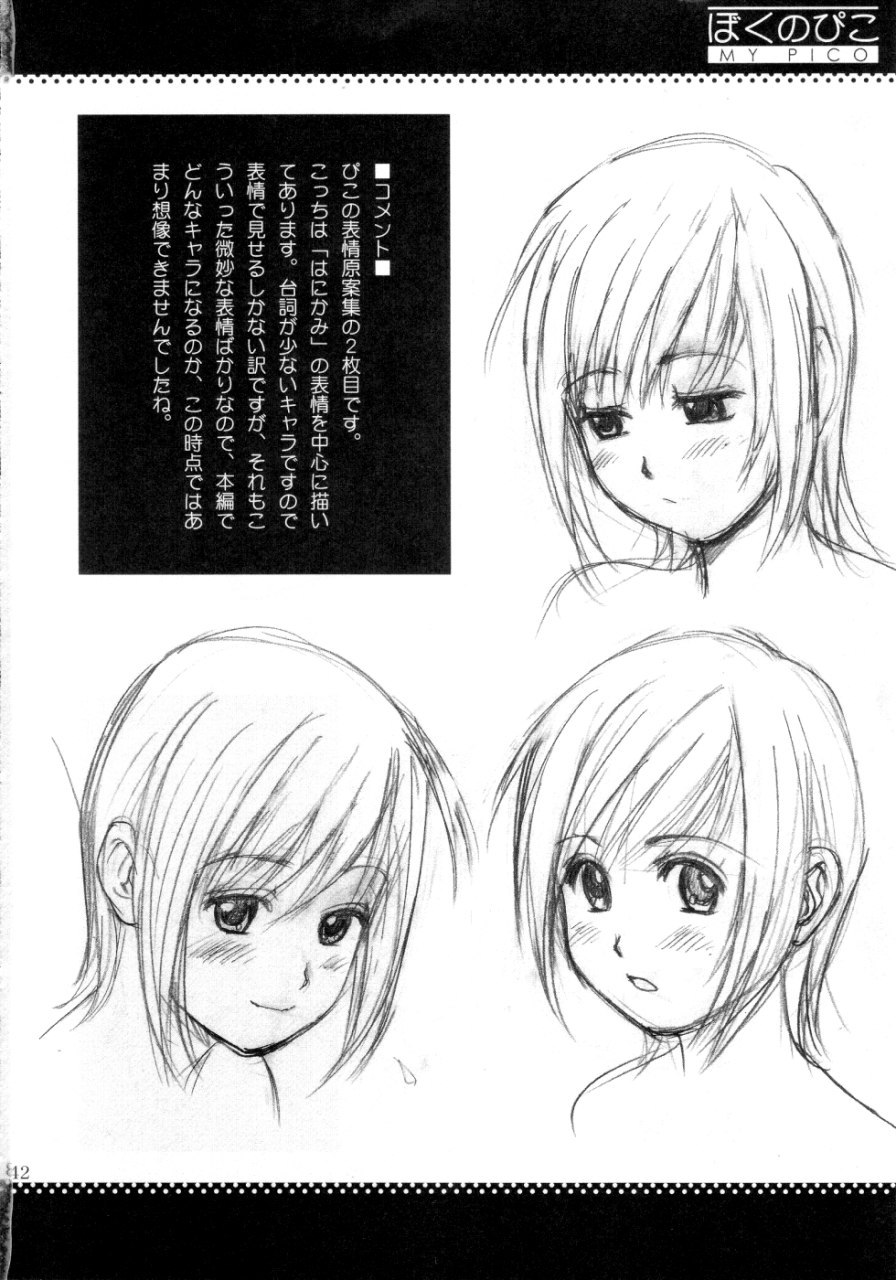 ぼくのぴこ
MY PICO
■コメント■
ぴこの表情原案集の2枚目です。
こっちは「はにかみ」の表情を中心に描い
てあります。台詞が少ないキャラですので
表情で見せるしかない訳ですが、それもこ
ういった微妙な表情ばかりなので、本編で
どんなキャラになるのか、この時点ではあ
まり想像できませんでしたね。
42